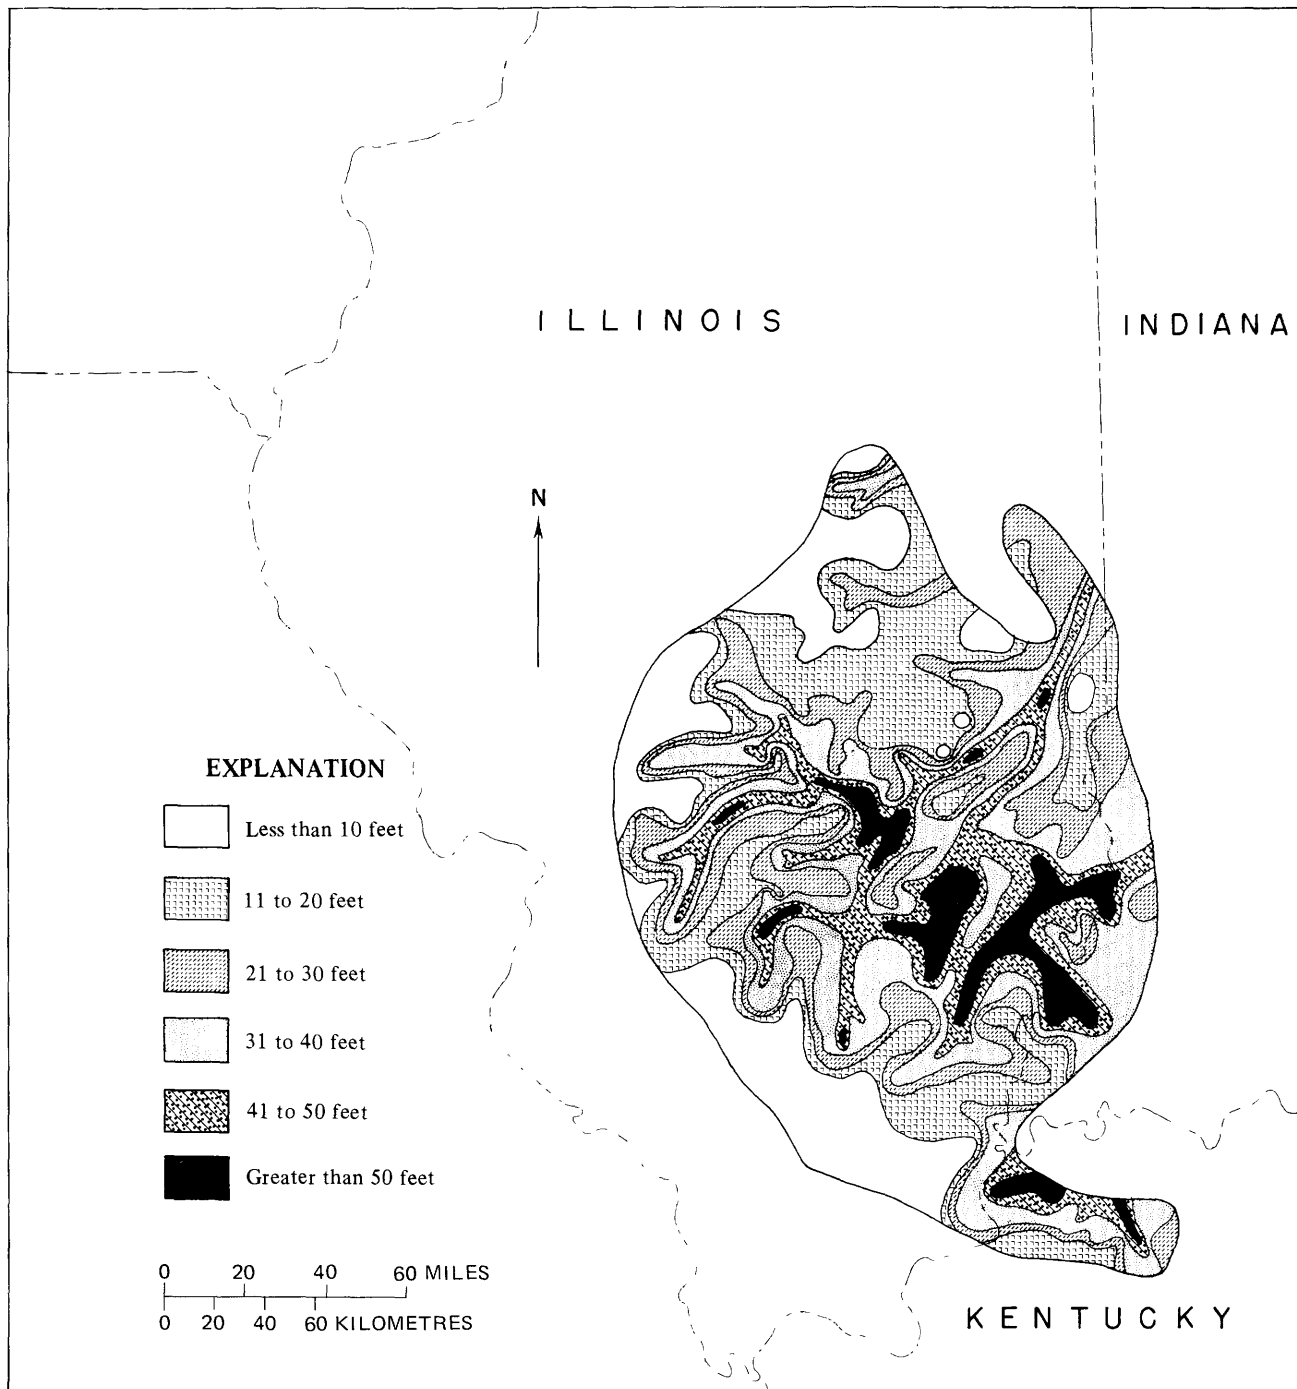 ILLINOIS
INDIANA
N
EXPLANATION
Less than 10 feet
11 to 20 feet
21 to 30 feet
31 to 40 feet
41 to 50 feet
Greater than 50 feet
0 20 40 60 MILES
0 20 40 60 KILOMETRES
KENTUCKY